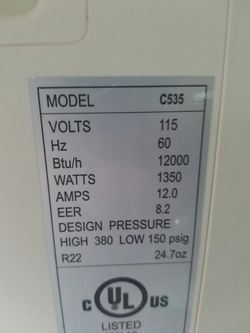 MODEL C535
VOLTS 115
Hz 60
Btu/h 12000
WATTS 1350
AMPS 12.0
EER 8.2
DESIGN PRESSURE
HIGH 380 LOW 150 psig
R22 24.7oz
C UL US
LISTED